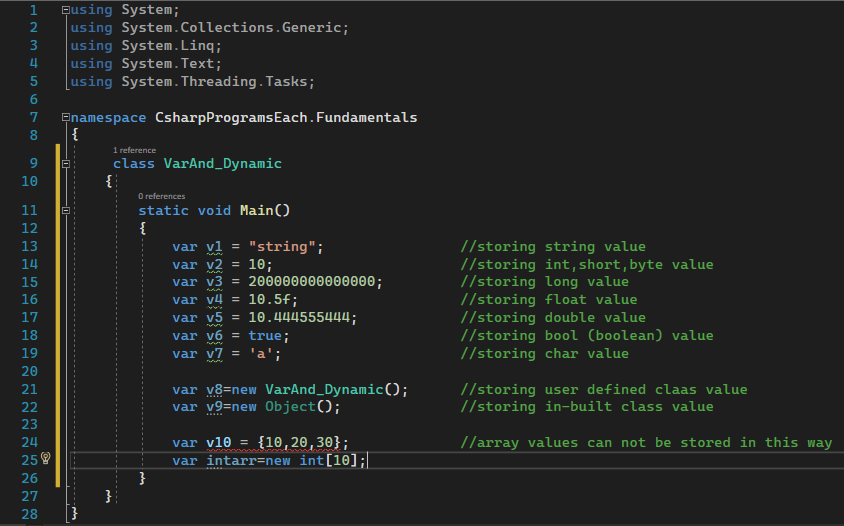 1 using System;
2 using System.Collections.Generic;
3 using System.Linq;
4 using System.Text;
5 using System.Threading.Tasks;
6
7 namespace CsharpProgramsEach.Fundamentals
8 {
1 reference
9 class VarAnd_Dynamic
10 {
0 references
11 static void Main()
12 {
13 var v1 = "string"; //storing string value
14 var v2 = 10; //storing int,short,byte value
15 var v3 = 200000000000000; //storing long value
16 var v4 = 10.5f; //storing float value
17 var v5 = 10.444555444; //storing double value
18 var v6 = true; //storing bool (boolean) value
19 var v7 = 'a'; //storing char value
20
21 var v8=new VarAnd_Dynamic(); //storing user defined claas value
22 var v9=new Object(); //storing in-built class value
23
24 var v10 = {10,20,30}; //array values can not be stored in this way
25 var intarr=new int[10];
26 }
27 }
28 }